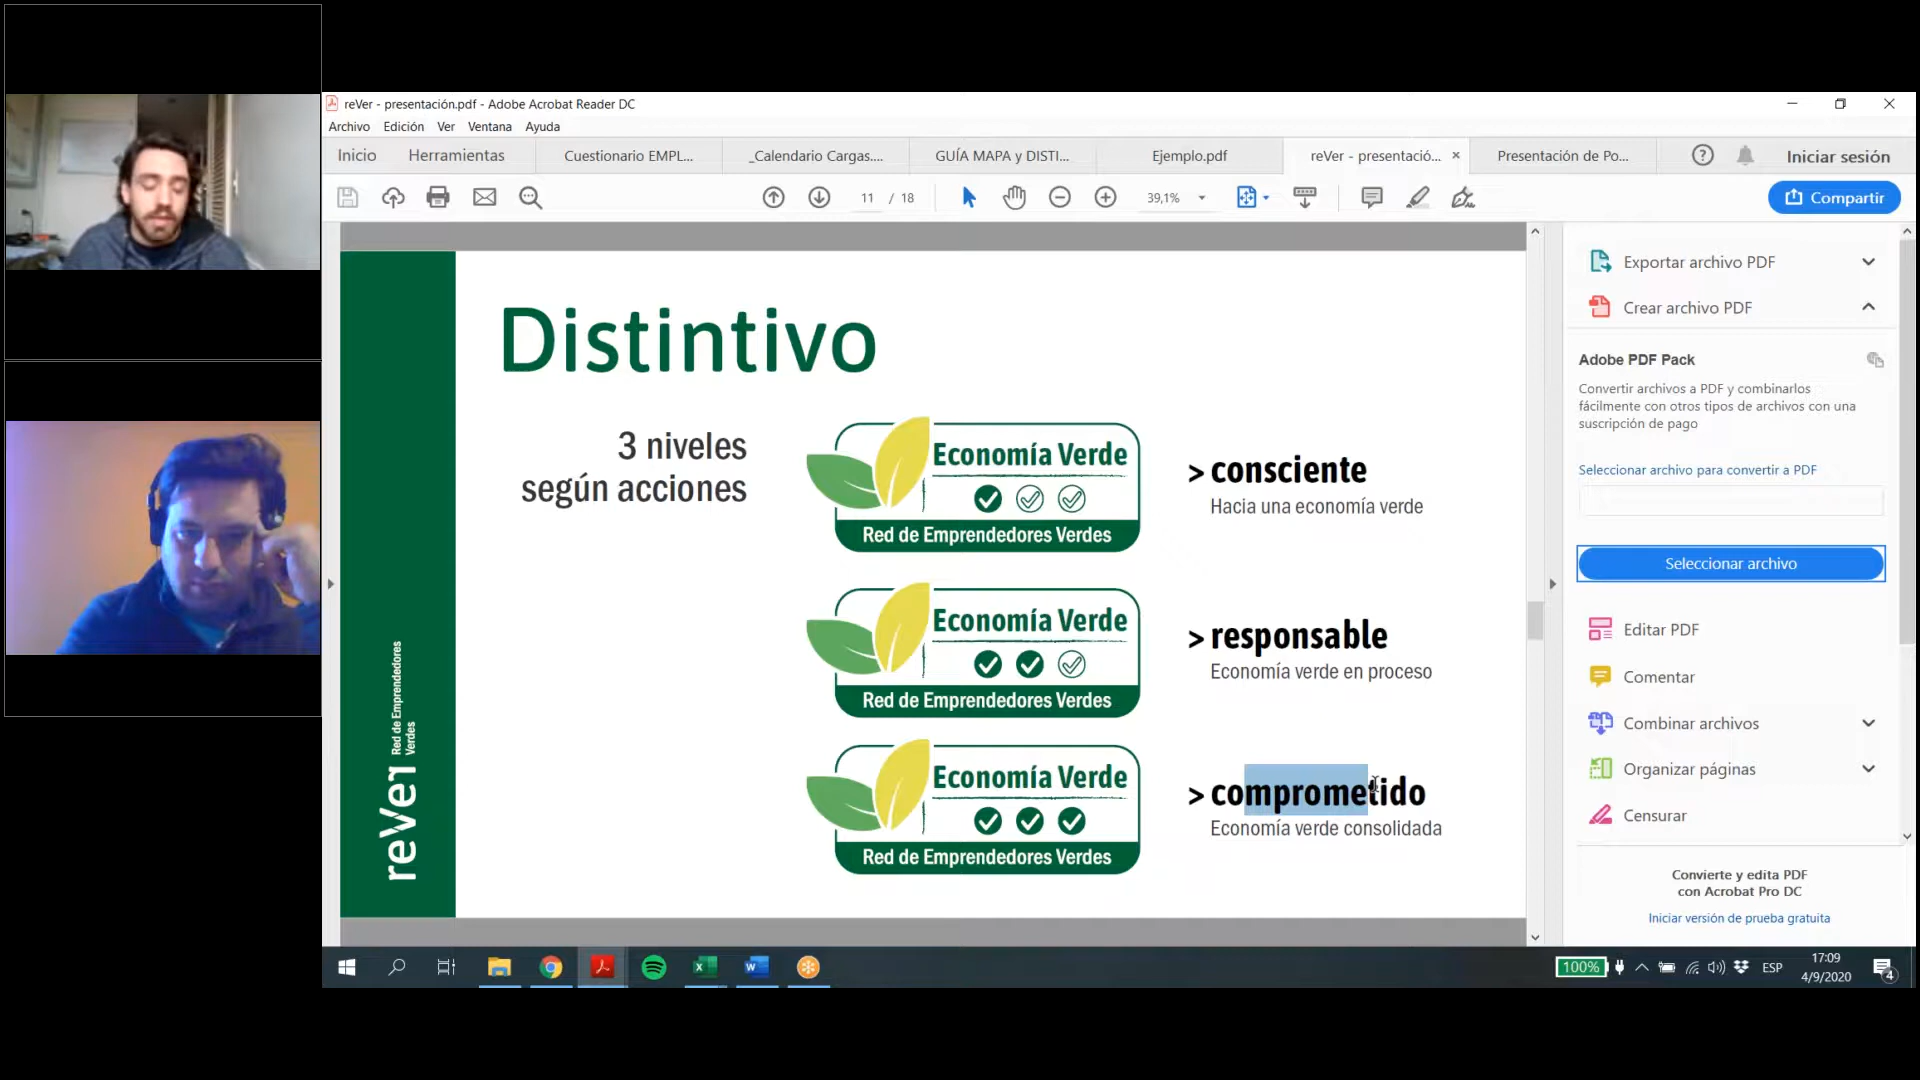 reVer - presentación.pdf - Adobe Acrobat Reader DC
Archivo Edición Ver Ventana Ayuda
Inicio Herramientas Cuestionario EMPL... _Calendario Cargas.... GUÍA MAPA y DISTI... Ejemplo.pdf reVer - presentació... Presentación de Po... Iniciar sesión
11 / 18 39,1% Compartir
Distintivo
3 niveles
según acciones
Economía Verde
Red de Emprendedores Verdes
> consciente
Hacia una economía verde
Economía Verde
Red de Emprendedores Verdes
> responsable
Economía verde en proceso
Economía Verde
Red de Emprendedores Verdes
> comprometido
Economía verde consolidada
reVer Red de Emprendedores
Verdes
Exportar archivo PDF
Crear archivo PDF
Adobe PDF Pack
Convertir archivos a PDF y combinarlos
fácilmente con otros tipos de archivos con una
suscripción de pago
Seleccionar archivo para convertir a PDF
Seleccionar archivo
Editar PDF
Comentar
Combinar archivos
Organizar páginas
Censurar
Convierte y edita PDF
con Acrobat Pro DC
Iniciar versión de prueba gratuita
100% ESP 17:09
4/9/2020
4